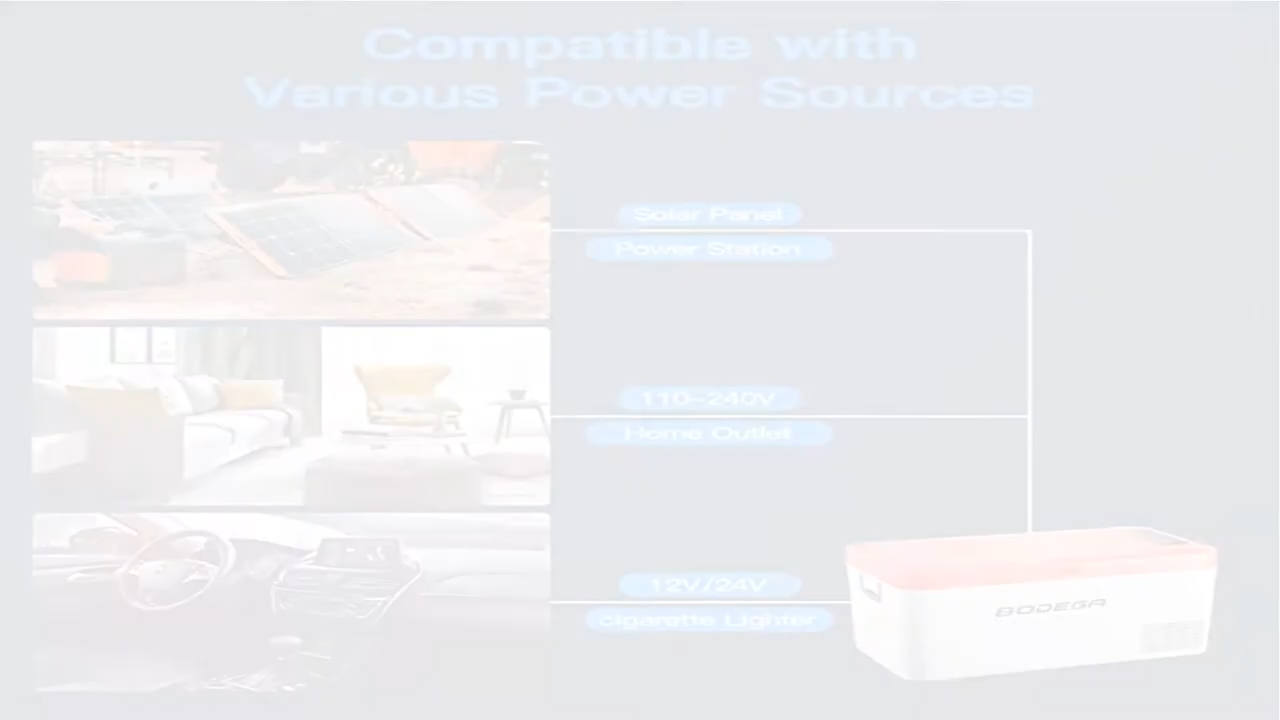 Compatible with
Various Power Sources
Solar Panel
Power Station
110-240V
Home Outlet
12V/24V
cigarette Lighter
BODEGA